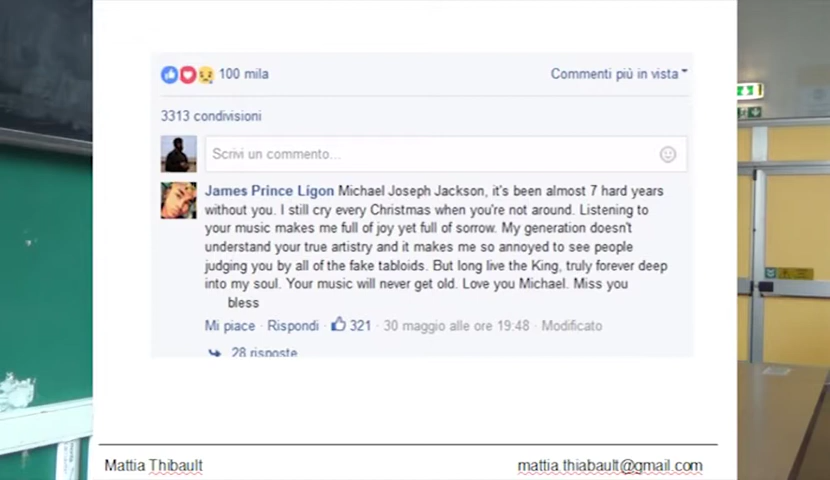 100 mila
Commenti più in vista
3313 condivisioni
Scrivi un commento...
James Prince Ligon Michael Joseph Jackson, it's been almost 7 hard years
without you. I still cry every Christmas when you're not around. Listening to
your music makes me full of joy yet full of sorrow. My generation doesn't
understand your true artistry and it makes me so annoyed to see people
judging you by all of the fake tabloids. But long live the King, truly forever deep
into my soul. Your music will never get old. Love you Michael. Miss you
bless
Mi piace · Rispondi · 321 · 30 maggio alle ore 19:48 · Modificato
28 risposte
Mattia Thibault
mattia.thiabault@gmail.com